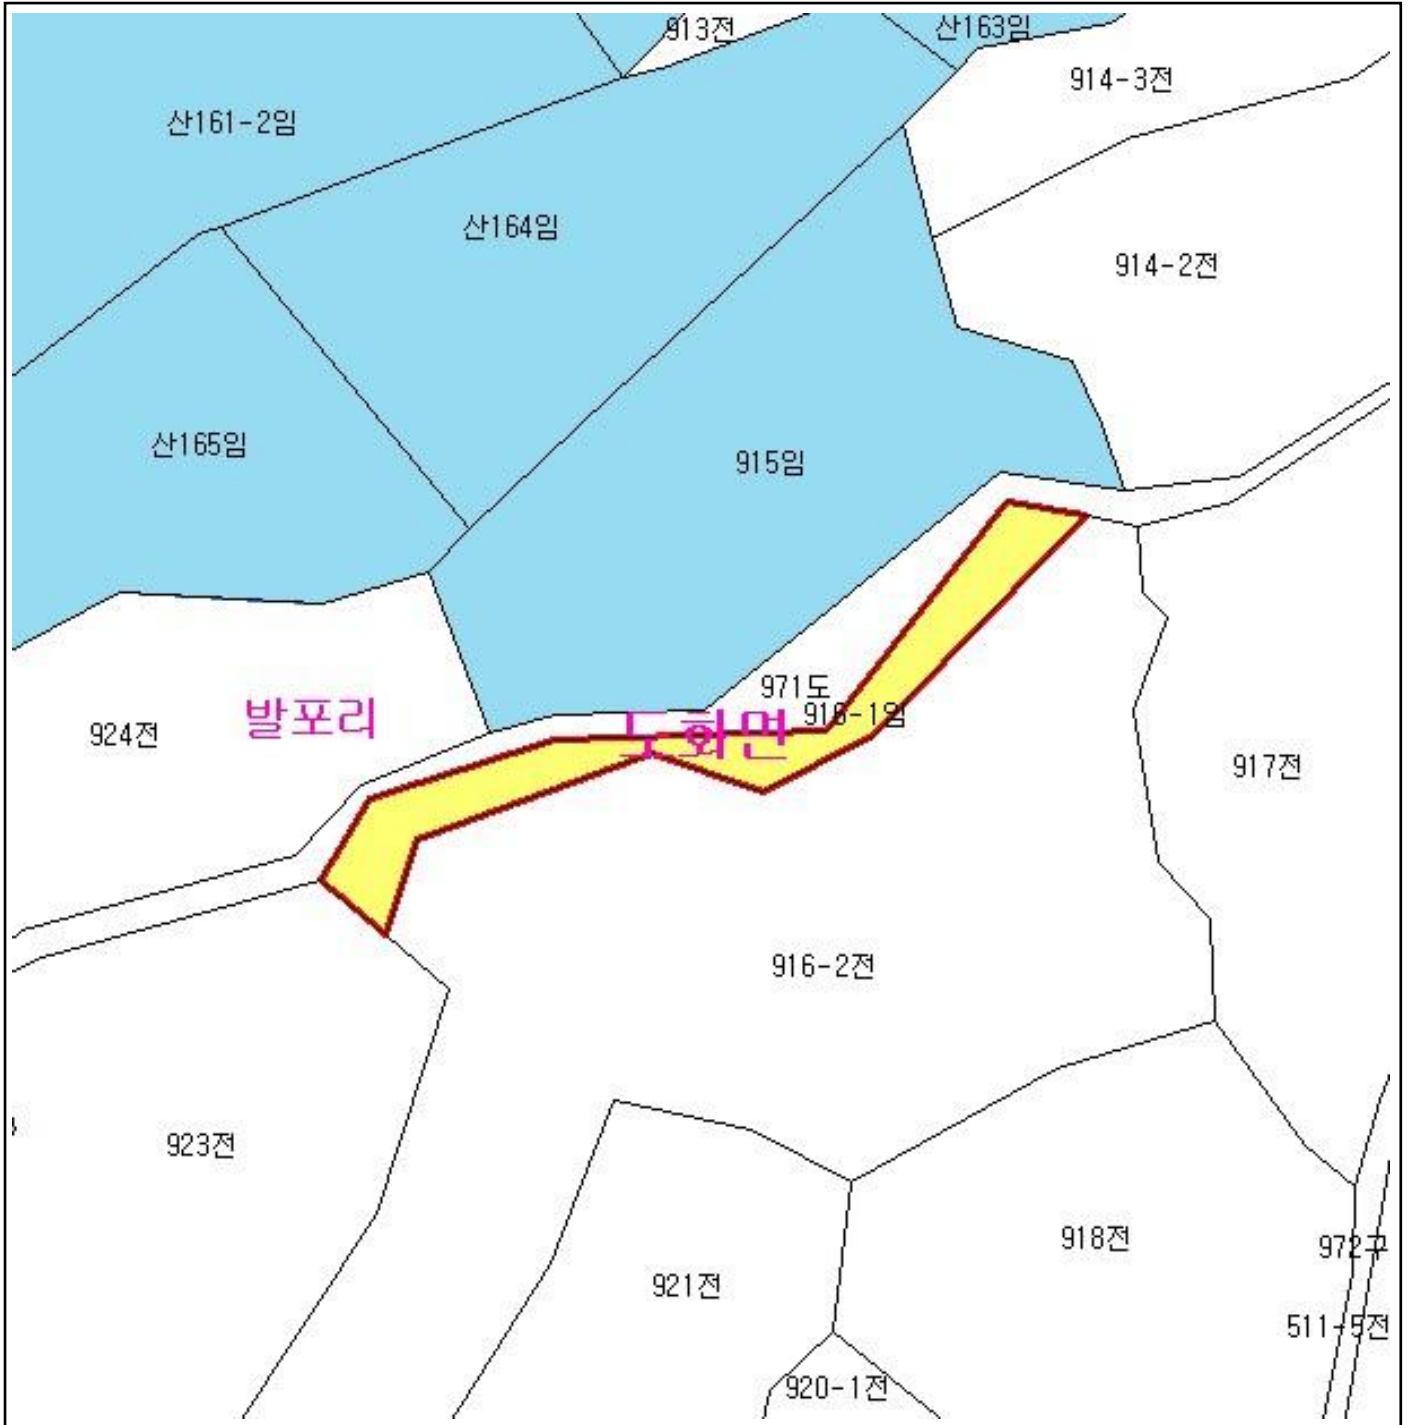 913전
산163임
914-3전
산161-2임
산164임
914-2전
산165임
915임
971도
916-1임
발포리
도화면
924전
917전
916-2전
923전
918전
972구
921전
511-5전
920-1전